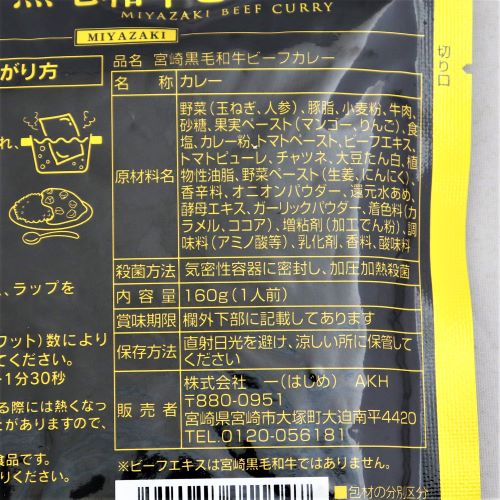 MIYAZAKI BEEF CURRY
MIYAZAKI
がり方
切り口
品名 宮崎黒毛和牛ビーフカレー
名 称 カレー
原材料名
野菜(玉ねぎ、人参)、豚脂、小麦粉、牛肉、
砂糖、果実ペースト(マンゴー、りんご)、食
塩、カレー粉、トマトペースト、ビーフエキス、
トマトピューレ、チャツネ、大豆たん白、植
物性油脂、野菜ペースト(生姜、にんにく)、
香辛料、オニオンパウダー、還元水あめ、
酵母エキス、ガーリックパウダー、着色料(カ
ラメル、ココア)、増粘剤(加工でん粉)、調
味料(アミノ酸等)、乳化剤、香料、酸味料
殺菌方法 気密性容器に密封し、加圧加熱殺菌
内 容 量 160g(1人前)
賞味期限 欄外下部に記載してあります
保存方法 直射日光を避け、涼しい所に保管して
ください
販 売 者
株式会社 一(はじめ) AKH
〒880-0951
宮崎県宮崎市大塚町大迫南平4420
TEL.0120-056181
※ビーフエキスは宮崎黒毛和牛ではありません。
包材の分別区分
れ、
、ラップを
ワット)数により
てください。
1分30秒
る際には熱くなっ
とがありますので、
食品です。
りください。